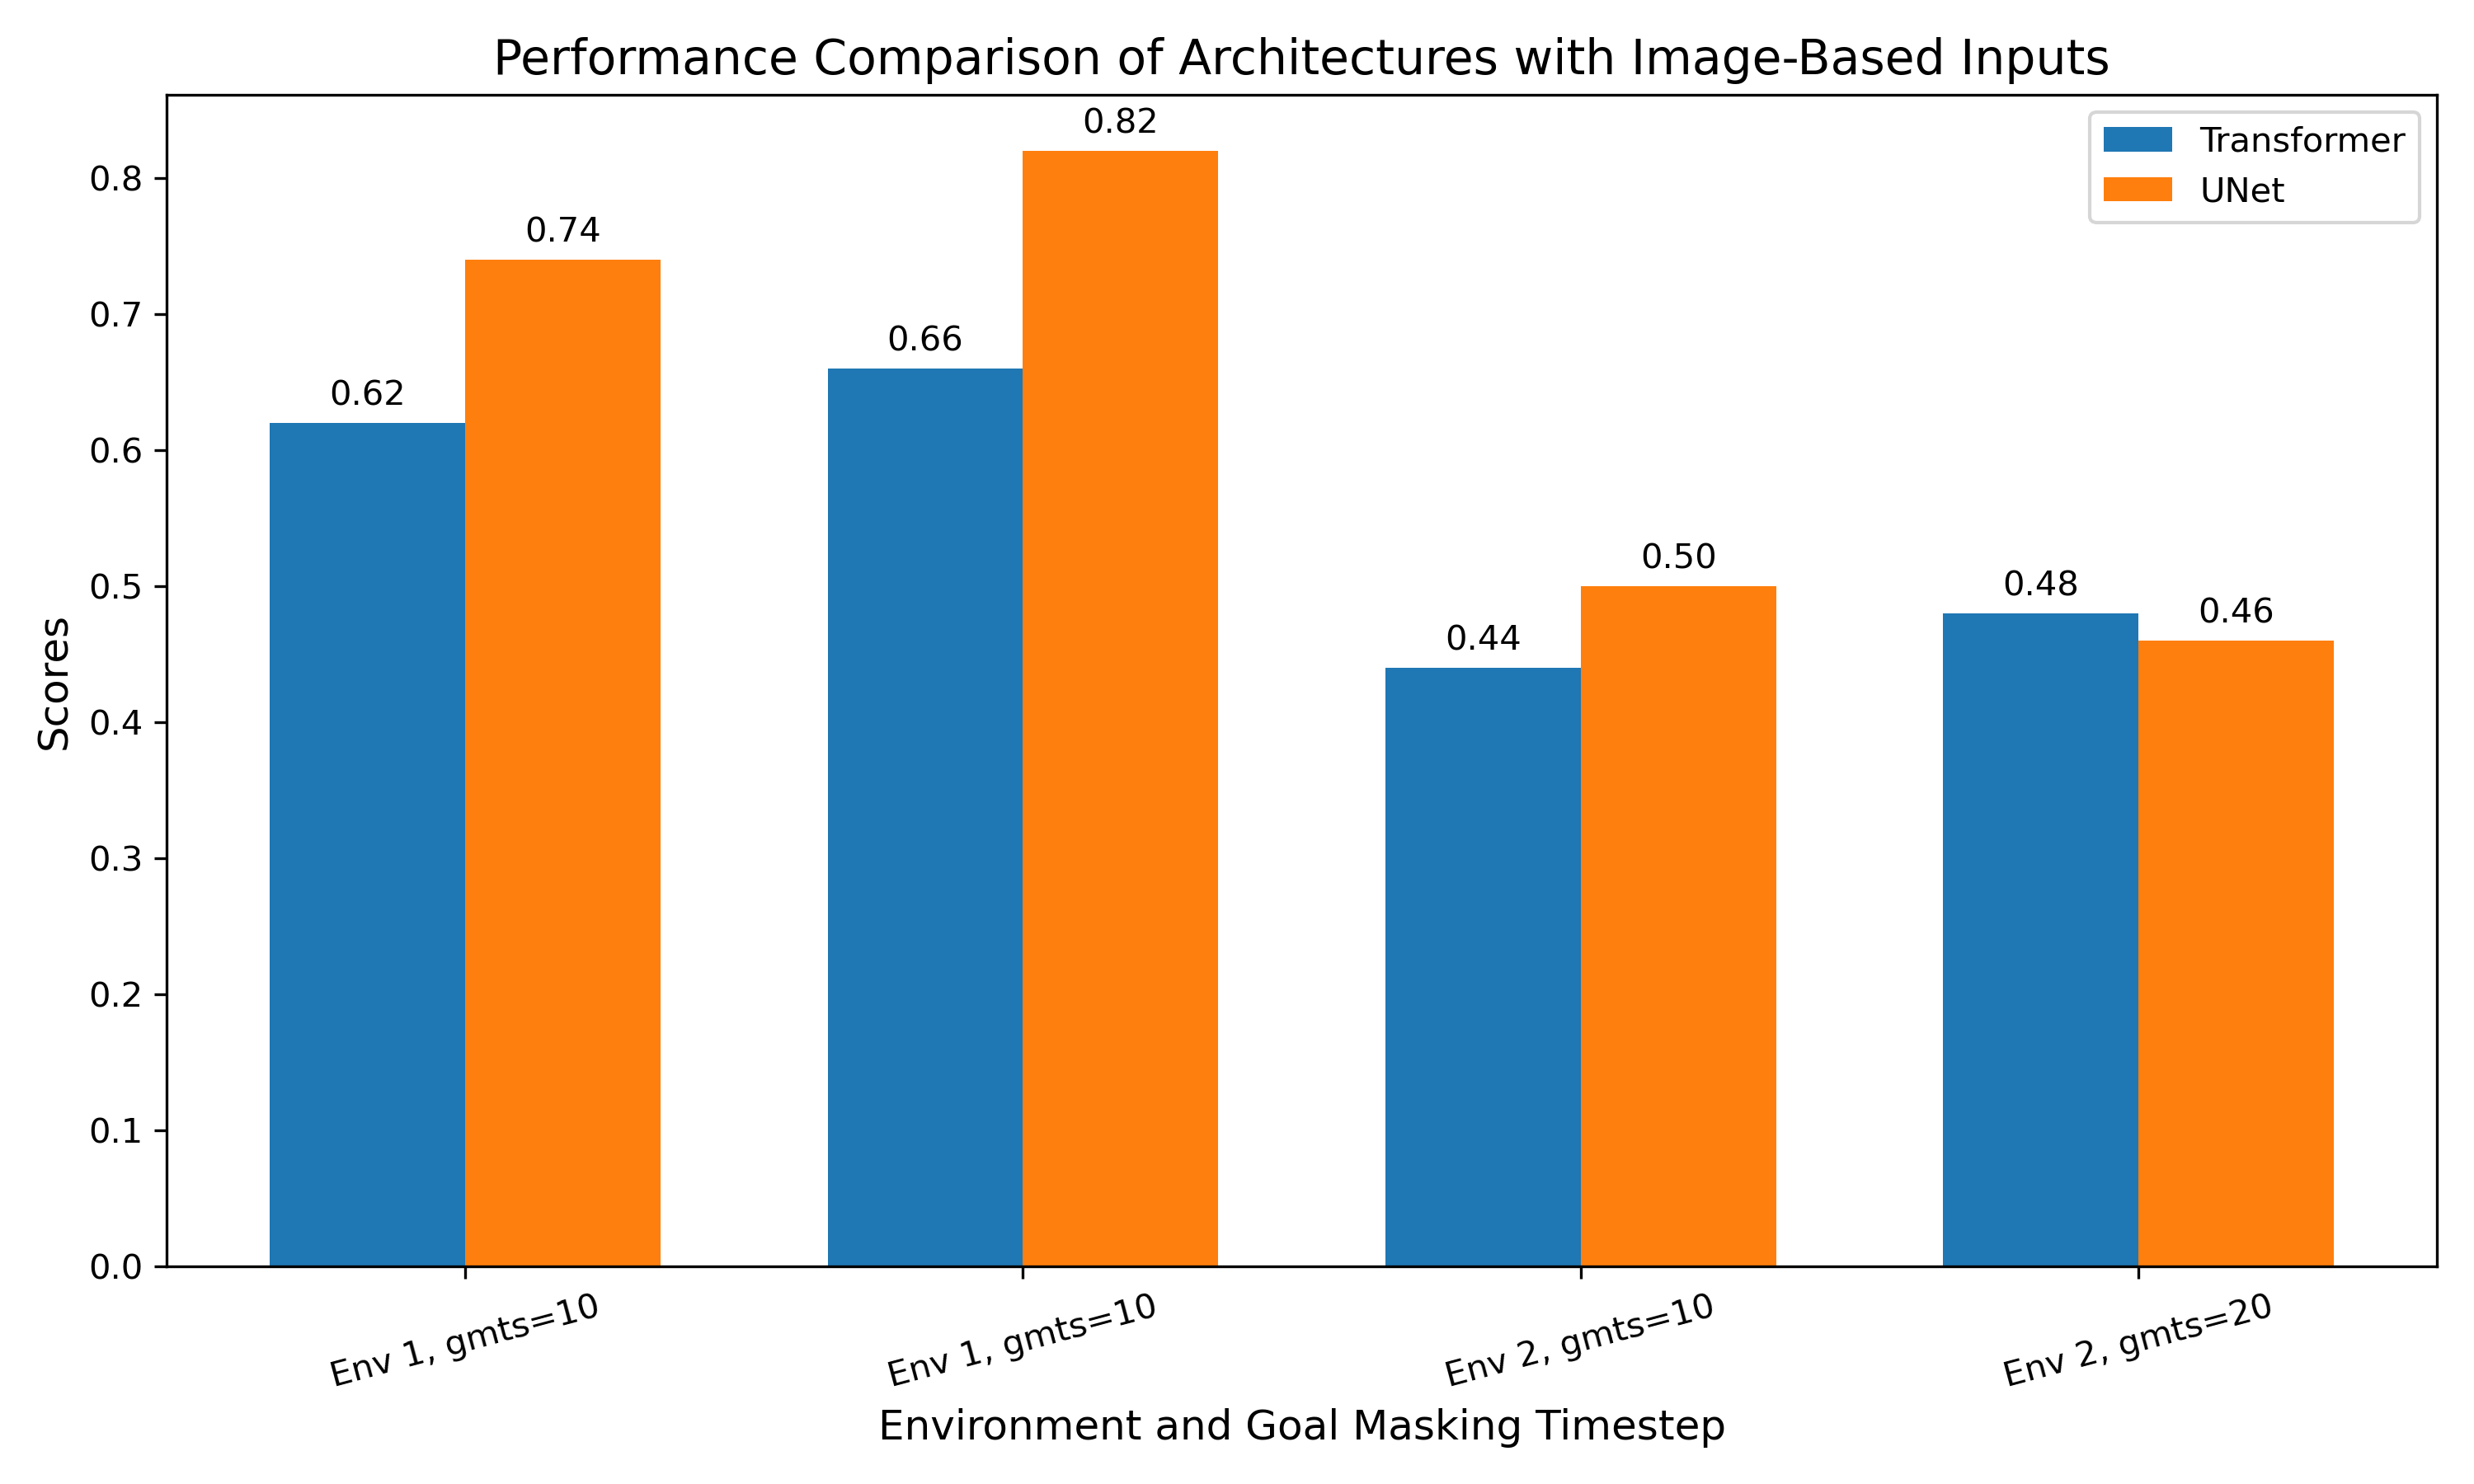 Performance Comparison of Architectures with Image-Based Inputs
Transformer
UNet
Scores
0.8
0.7
0.6
0.5
0.4
0.3
0.2
0.1
0.0
0.62
0.74
0.66
0.82
0.44
0.50
0.48
0.46
Env 1, gmts=10
Env 1, gmts=10
Env 2, gmts=10
Env 2, gmts=20
Environment and Goal Masking Timestep